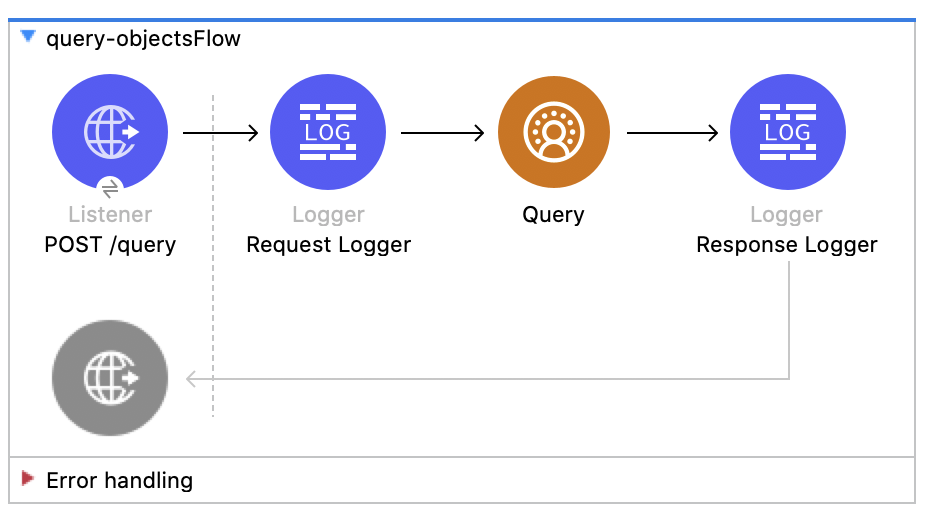 query-objectsFlow
LOG
LOG
Listener
Logger
Query
Logger
POST /query
Request Logger
Response Logger
Error handling